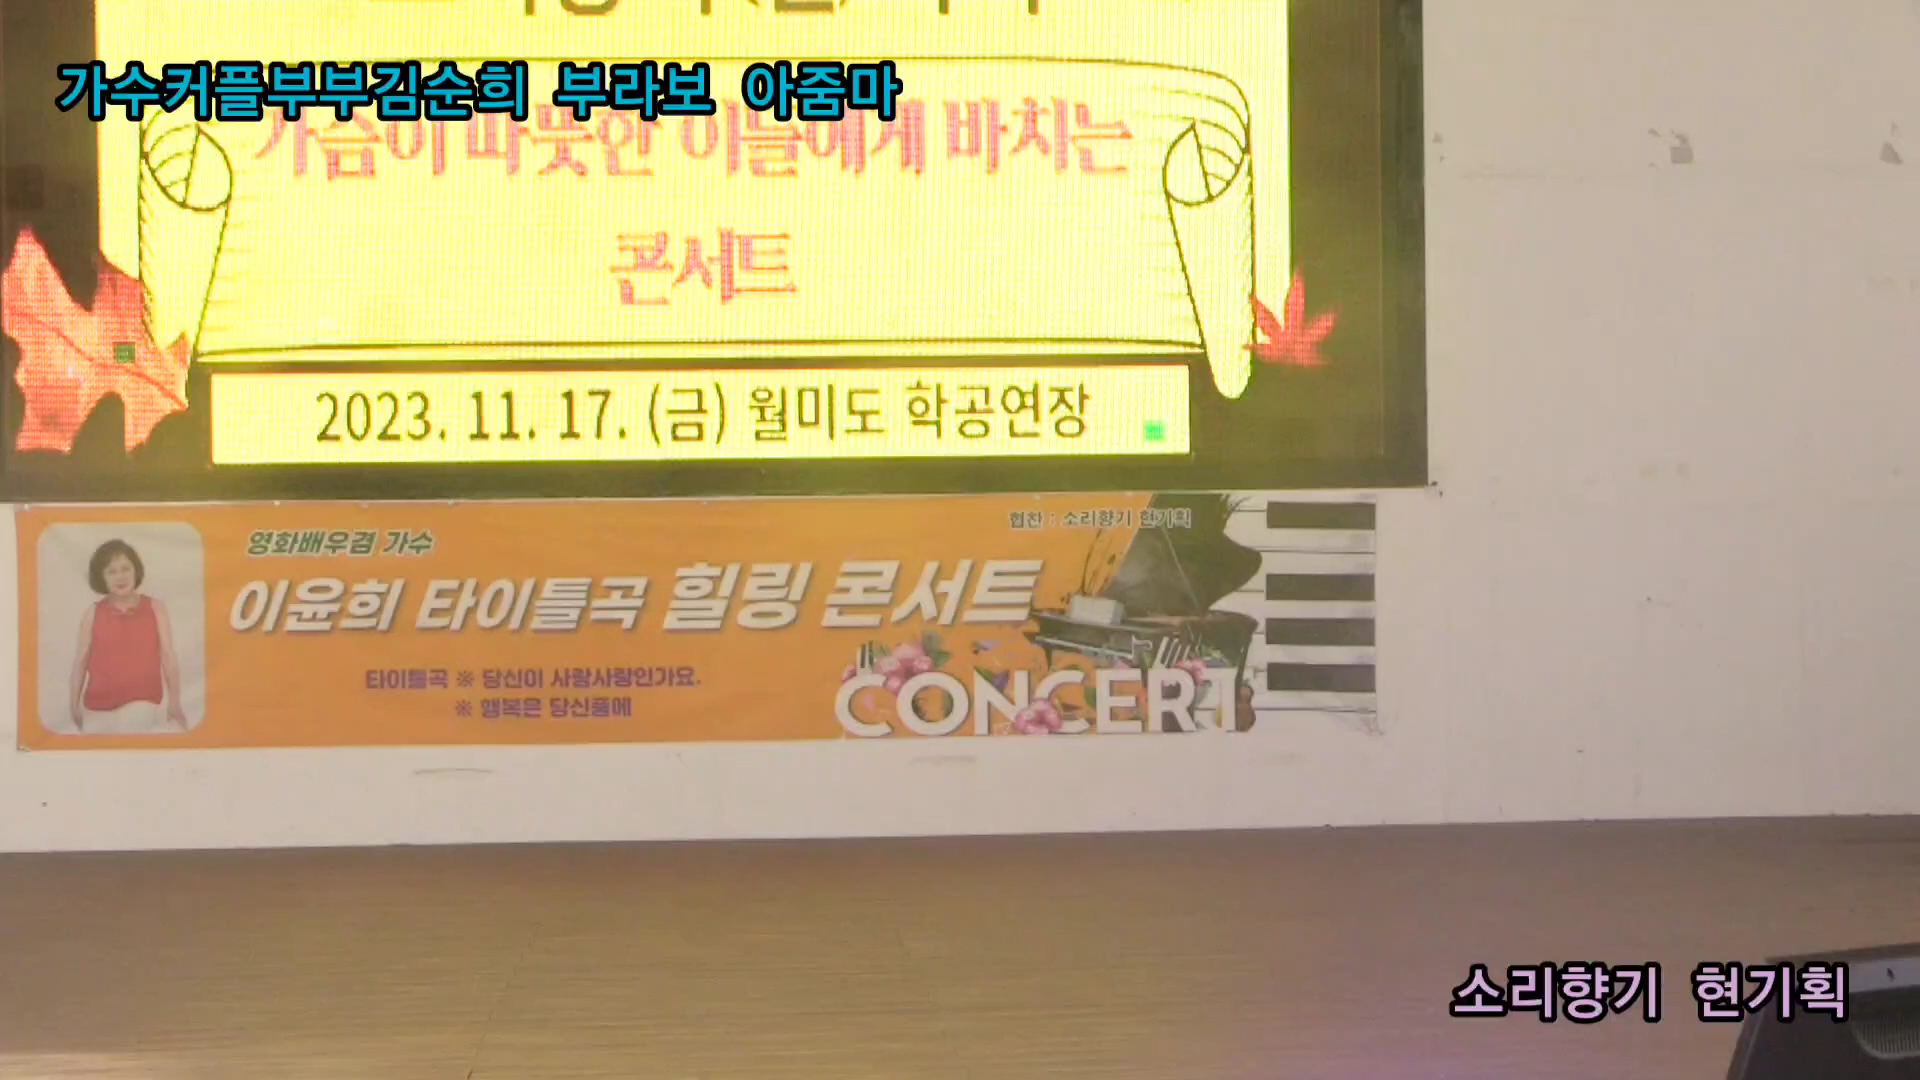 가수커플부부김순희 부라보 아줌마
가슴이 따뜻한 이들에게 바치는
콘서트
2023. 11. 17. (금) 월미도 학공연장
협찬 : 소리향기 현기획
영화배우겸 가수
이윤희 타이틀곡 힐링 콘서트
타이틀곡 ※ 당신이 사랑사랑인가요.
※ 행복은 당신품에
CONCERT
소리향기 현기획